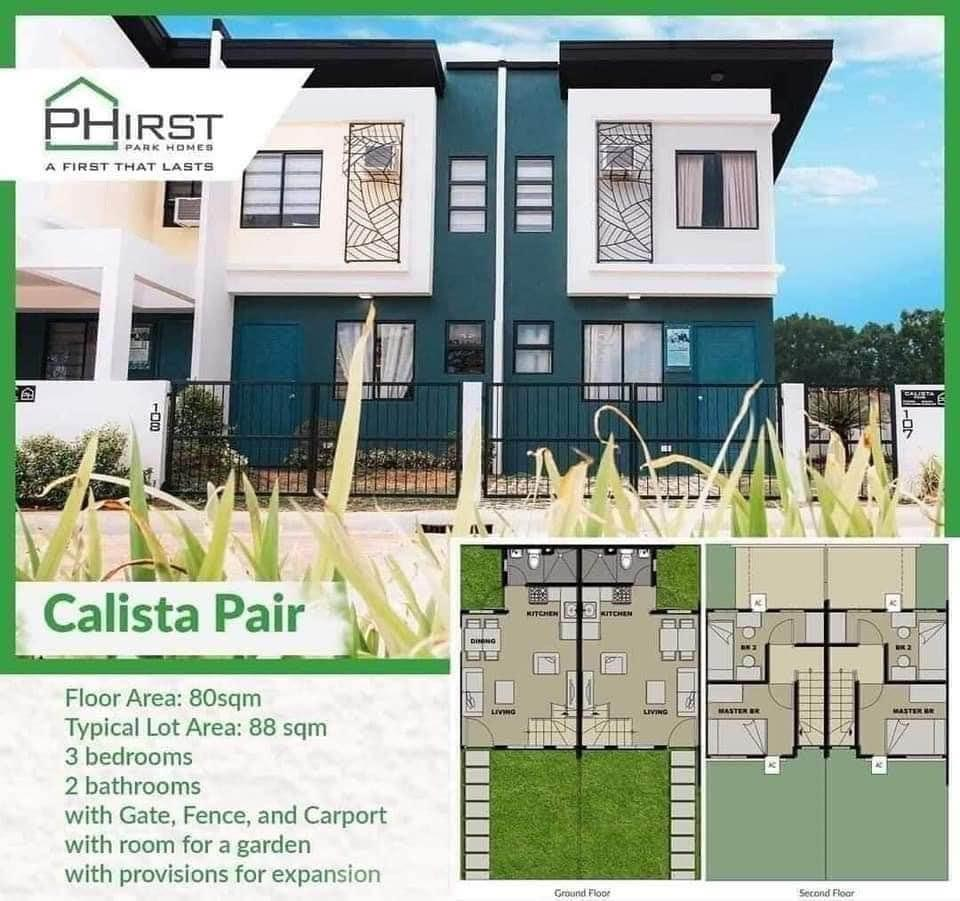 PHIRST
PARK HOMES
A FIRST THAT LASTS
108
CALISTA
107
Calista Pair
Floor Area: 80sqm
Typical Lot Area: 88 sqm
3 bedrooms
2 bathrooms
with Gate, Fence, and Carport
with room for a garden
with provisions for expansion
KITCHEN
KITCHEN
DINING
LIVING
LIVING
Ground Floor
AC
AC
BR 2
BR 2
MASTER BR
MASTER BR
AC
AC
Second Floor